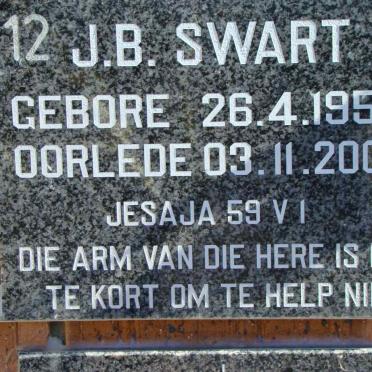 12 J.B. SWART
GEBORE 26.4.195
OORLEDE 03.11.200
JESAJA 59 V 1
DIE ARM VAN DIE HERE IS
TE KORT OM TE HELP NI